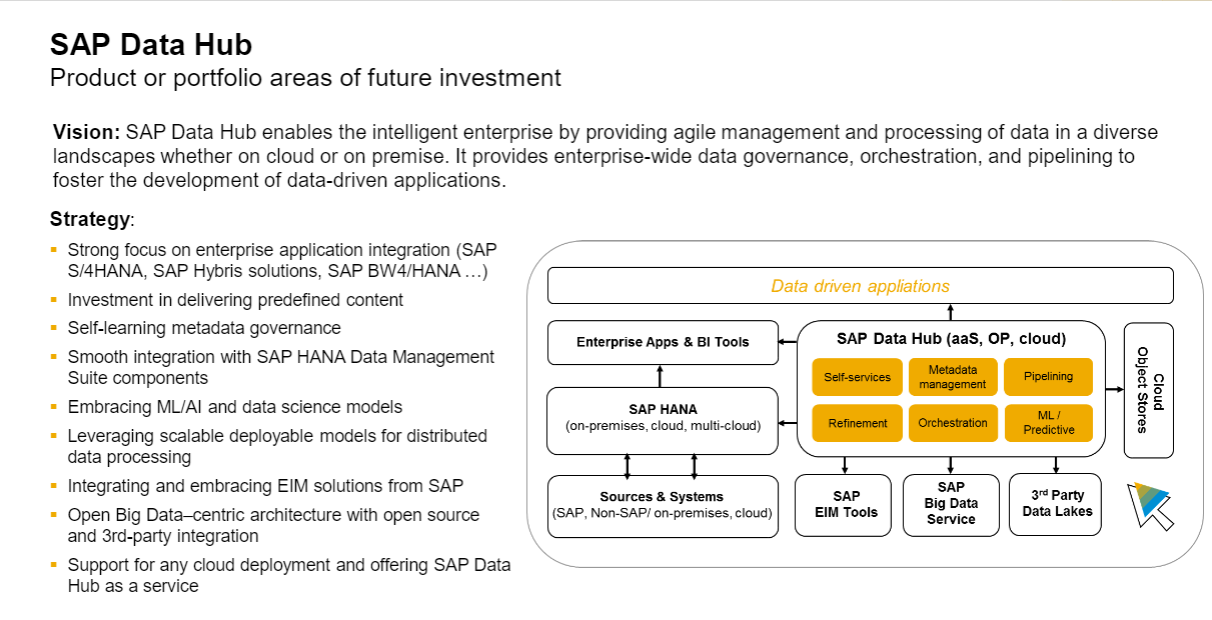 SAP Data Hub
Product or portfolio areas of future investment
Vision: SAP Data Hub enables the intelligent enterprise by providing agile management and processing of data in a diverse
landscapes whether on cloud or on premise. It provides enterprise-wide data governance, orchestration, and pipelining to
foster the development of data-driven applications.
Strategy:
Strong focus on enterprise application integration (SAP
S/4HANA, SAP Hybris solutions, SAP BW4/HANA …)
Investment in delivering predefined content
Self-learning metadata governance
Smooth integration with SAP HANA Data Management
Suite components
Embracing ML/AI and data science models
Leveraging scalable deployable models for distributed
data processing
Integrating and embracing EIM solutions from SAP
Open Big Data–centric architecture with open source
and 3rd-party integration
Support for any cloud deployment and offering SAP Data
Hub as a service
Data driven appliations
Enterprise Apps & BI Tools
SAP HANA
(on-premises, cloud, multi-cloud)
Sources & Systems
(SAP, Non-SAP/ on-premises, cloud)
SAP Data Hub (aaS, OP, cloud)
Self-services
Metadata
management
Pipelining
Refinement
Orchestration
ML /
Predictive
SAP
EIM Tools
SAP
Big Data
Service
3rd Party
Data Lakes
Cloud
Object Stores